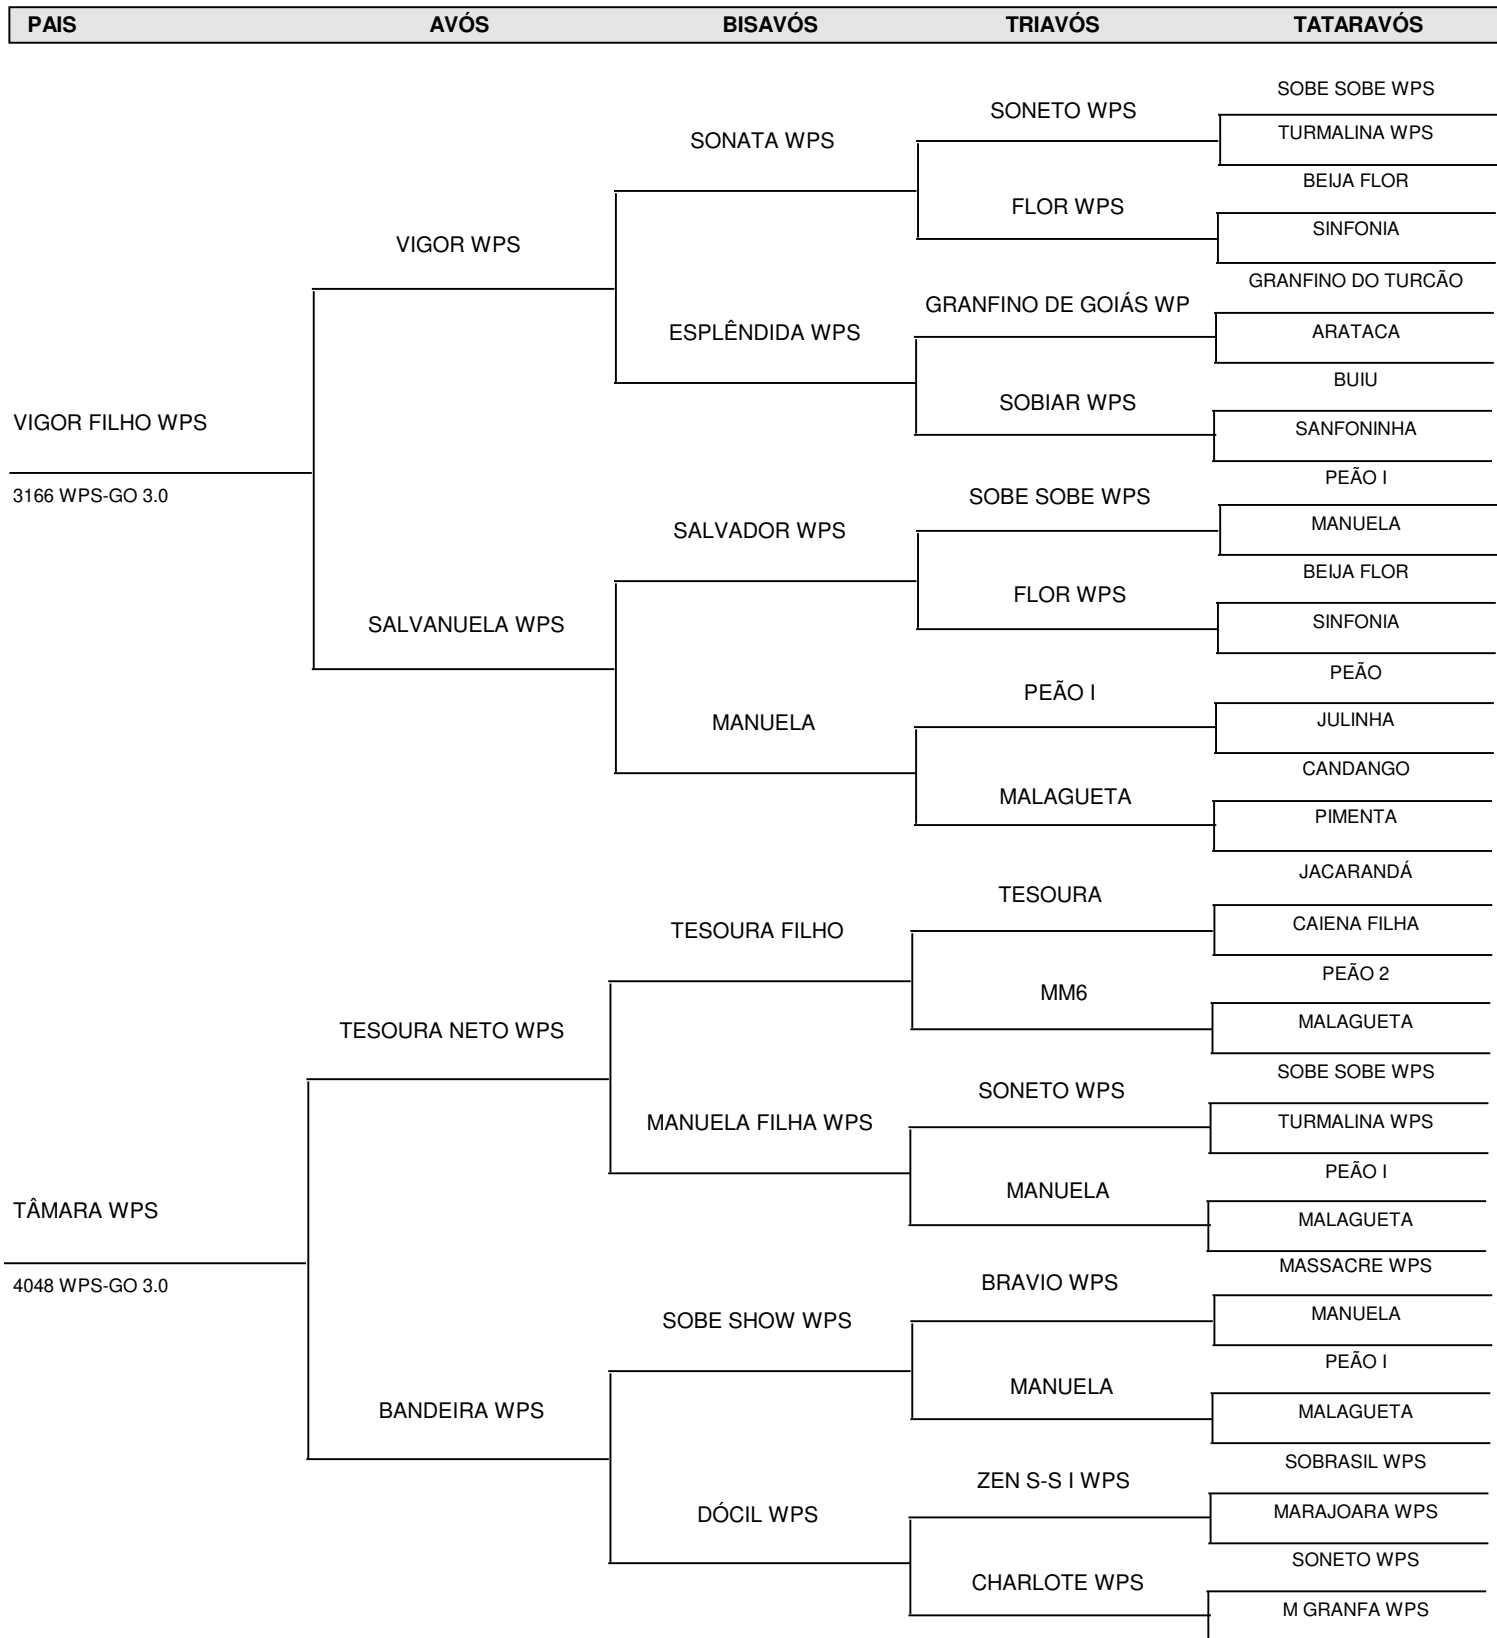 PAIS AVÓS BISAVÓS TRIAVÓS TATARAVÓS
SOBE SOBE WPS
SONETO WPS
TURMALINA WPS
SONATA WPS
BEIJA FLOR
FLOR WPS
SINFONIA
VIGOR WPS
GRANFINO DO TURCÃO
GRANFINO DE GOIÁS WP
ARATACA
ESPLÊNDIDA WPS
BUIU
SOBIAR WPS
VIGOR FILHO WPS
SANFONINHA
PEÃO I
3166 WPS-GO 3.0
SOBE SOBE WPS
MANUELA
SALVADOR WPS
BEIJA FLOR
FLOR WPS
SINFONIA
SALVANUELA WPS
PEÃO
PEÃO I
JULINHA
MANUELA
CANDANGO
MALAGUETA
PIMENTA
JACARANDÁ
TESOURA
CAIENA FILHA
TESOURA FILHO
PEÃO 2
MM6
MALAGUETA
TESOURA NETO WPS
SOBE SOBE WPS
SONETO WPS
TURMALINA WPS
MANUELA FILHA WPS
PEÃO I
MANUELA
TÂMARA WPS
MALAGUETA
MASSACRE WPS
4048 WPS-GO 3.0
BRAVIO WPS
MANUELA
SOBE SHOW WPS
PEÃO I
MANUELA
BANDEIRA WPS
MALAGUETA
SOBRASIL WPS
ZEN S-S I WPS
MARAJOARA WPS
DÓCIL WPS
SONETO WPS
CHARLOTE WPS
M GRANFA WPS